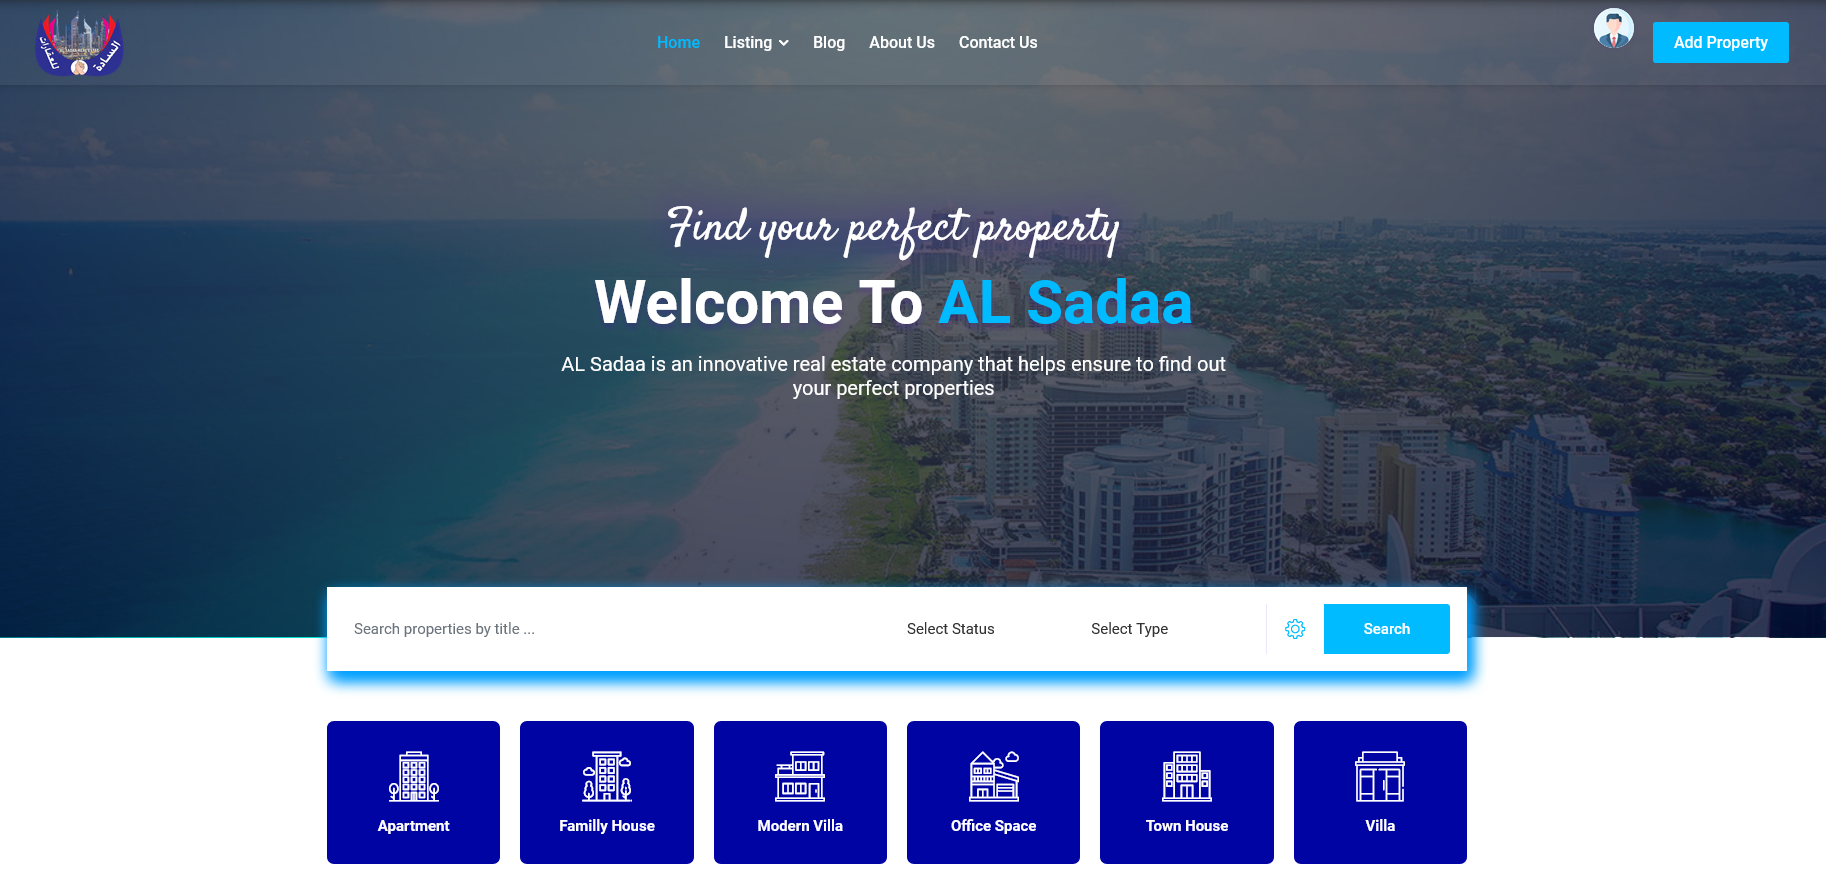 السادة
للعقارات
Home
Listing
Blog
About Us
Contact Us
Add Property
Find your perfect property
Welcome To AL Sadaa
AL Sadaa is an innovative real estate company that helps ensure to find out
your perfect properties
Search properties by title ...
Select Status
Select Type
Search
Apartment
Familly House
Modern Villa
Office Space
Town House
Villa